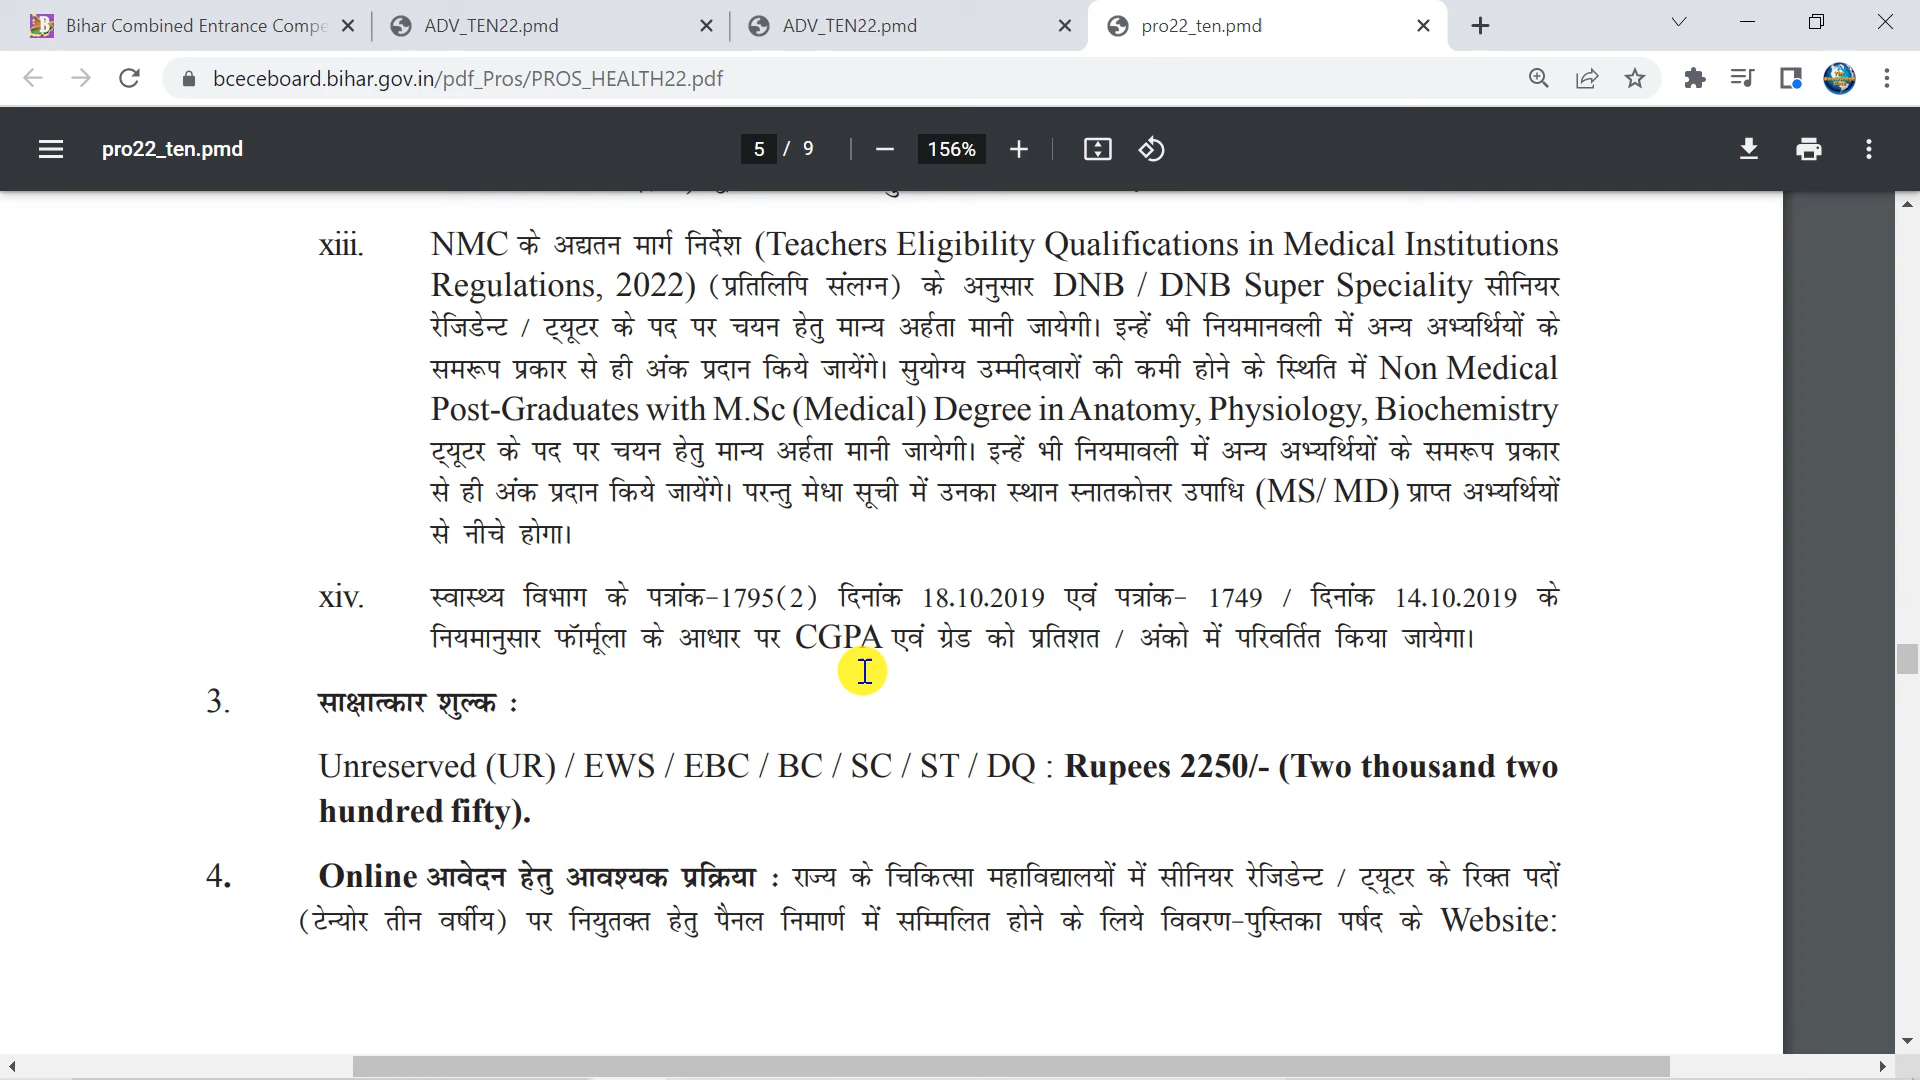 Bihar Combined Entrance Compe
ADV_TEN22.pmd
ADV_TEN22.pmd
pro22_ten.pmd
bceceboard.bihar.gov.in/pdf_Pros/PROS_HEALTH22.pdf
pro22_ten.pmd
5 / 9
156%
xiii. NMC के अद्यतन मार्ग निर्देश (Teachers Eligibility Qualifications in Medical Institutions
Regulations, 2022) (प्रतिलिपि संलग्न) के अनुसार DNB / DNB Super Speciality सीनियर
रेजिडेन्ट / ट्यूटर के पद पर चयन हेतु मान्य अर्हता मानी जायेगी। इन्हें भी नियमानवली में अन्य अभ्यर्थियों के
समरूप प्रकार से ही अंक प्रदान किये जायेंगे। सुयोग्य उम्मीदवारों की कमी होने के स्थिति में Non Medical
Post-Graduates with M.Sc (Medical) Degree in Anatomy, Physiology, Biochemistry
ट्यूटर के पद पर चयन हेतु मान्य अर्हता मानी जायेगी। इन्हें भी नियमावली में अन्य अभ्यर्थियों के समरूप प्रकार
से ही अंक प्रदान किये जायेंगे। परन्तु मेधा सूची में उनका स्थान स्नातकोत्तर उपाधि (MS/ MD) प्राप्त अभ्यर्थियों
से नीचे होगा।
xiv. स्वास्थ्य विभाग के पत्रांक-1795(2) दिनांक 18.10.2019 एवं पत्रांक- 1749 / दिनांक 14.10.2019 के
नियमानुसार फॉर्मूला के आधार पर CGPA एवं ग्रेड को प्रतिशत / अंको में परिवर्तित किया जायेगा।
3. साक्षात्कार शुल्क :
Unreserved (UR) / EWS / EBC / BC / SC / ST / DQ : Rupees 2250/- (Two thousand two
hundred fifty).
4. Online आवेदन हेतु आवश्यक प्रक्रिया : राज्य के चिकित्सा महाविद्यालयों में सीनियर रेजिडेन्ट / ट्यूटर के रिक्त पदों
(टेन्योर तीन वर्षीय) पर नियुतक्त हेतु पैनल निमार्ण में सम्मिलित होने के लिये विवरण-पुस्तिका पर्षद के Website: